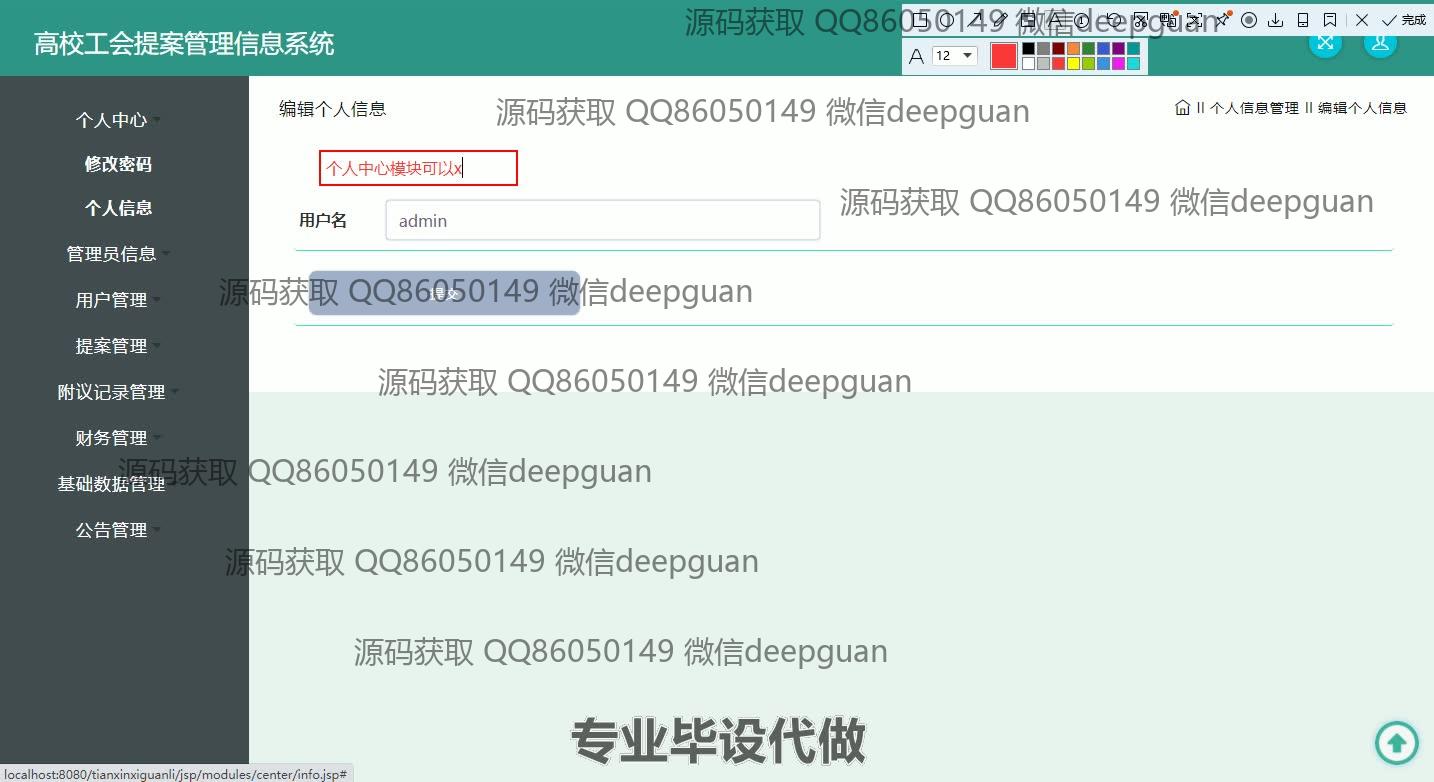 源码获取 QQ86050149 微信deepguan
完成
高校工会提案管理信息系统
12
个人中心
编辑个人信息
源码获取 QQ86050149 微信deepguan
个人信息管理 编辑个人信息
修改密码
个人中心模块可以x
个人信息
用户名
admin
源码获取 QQ86050149 微信deepguan
管理员信息
用户管理
源码获取 QQ86050149 微信deepguan
提交
提案管理
附议记录管理
源码获取 QQ86050149 微信deepguan
财务管理
源码获取 QQ86050149 微信deepguan
基础数据管理
公告管理
源码获取 QQ86050149 微信deepguan
源码获取 QQ86050149 微信deepguan
专业毕设代做
localhost:8080/tianxinxiguanli/jsp/modules/center/info.jsp#